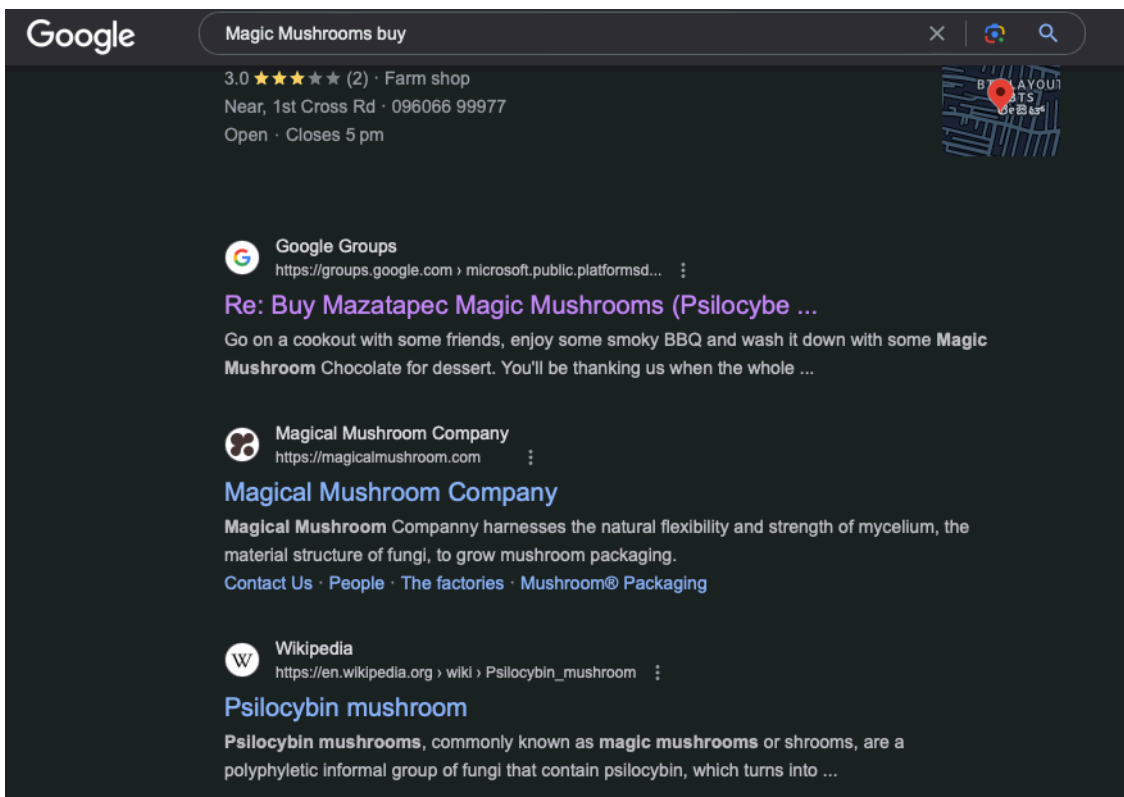 Google
Magic Mushrooms buy
3.0 ★★★★★ (2) · Farm shop
Near, 1st Cross Rd · 096066 99977
Open · Closes 5 pm
LAYOUT
BTS
Google Groups
https://groups.google.com › microsoft.public.platformsd...
Re: Buy Mazatapec Magic Mushrooms (Psilocybe ...
Go on a cookout with some friends, enjoy some smoky BBQ and wash it down with some Magic
Mushroom Chocolate for dessert. You'll be thanking us when the whole ...
Magical Mushroom Company
https://magicalmushroom.com
Magical Mushroom Company
Magical Mushroom Companny harnesses the natural flexibility and strength of mycelium, the
material structure of fungi, to grow mushroom packaging.
Contact Us · People · The factories · Mushroom® Packaging
W
Wikipedia
https://en.wikipedia.org › wiki › Psilocybin_mushroom
Psilocybin mushroom
Psilocybin mushrooms, commonly known as magic mushrooms or shrooms, are a
polyphyletic informal group of fungi that contain psilocybin, which turns into ...